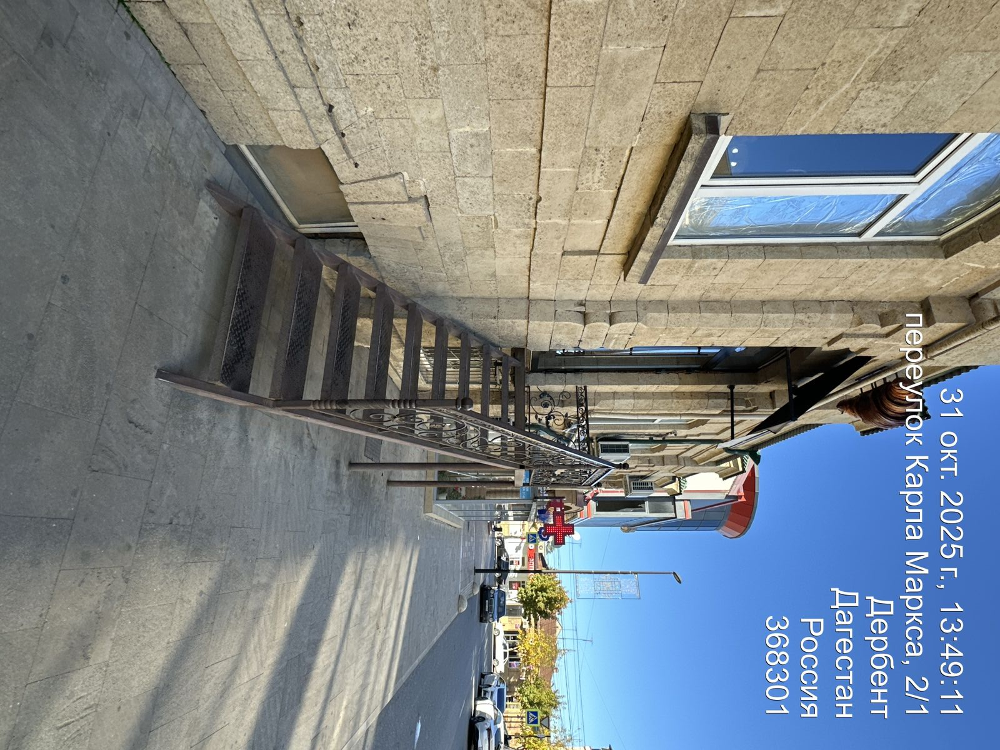 31 окт. 2025 г., 13:49:11
переулок Карла Маркса, 2/1
Дербент
Дагестан
Россия
368301